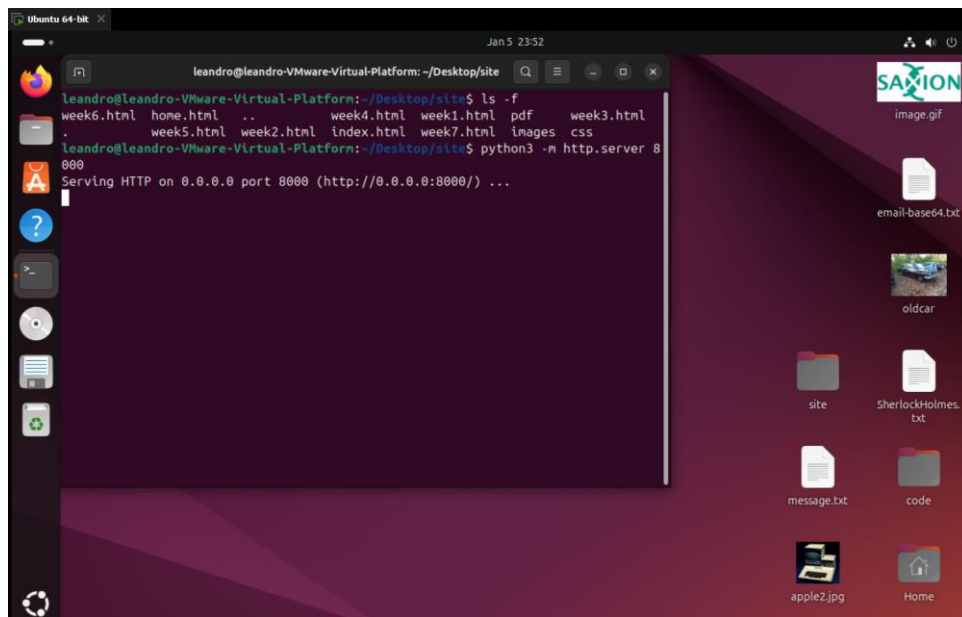 Ubuntu 64-bit
Jan 5 23:52
leandro@leandro-VMware-Virtual-Platform: ~/Desktop/site
leandro@leandro-VMware-Virtual-Platform:~/Desktop/site$ ls -f
week6.html home.html .. week4.html week1.html pdf week3.html
. week5.html week2.html index.html week7.html images css
leandro@leandro-VMware-Virtual-Platform:~/Desktop/site$ python3 -m http.server 8
000
Serving HTTP on 0.0.0.0 port 8000 (http://0.0.0.0:8000/) ...
SAXION
image.gif
email-base64.txt
oldcar
site
SherlockHolmes.
txt
message.txt
code
apple2.jpg
Home